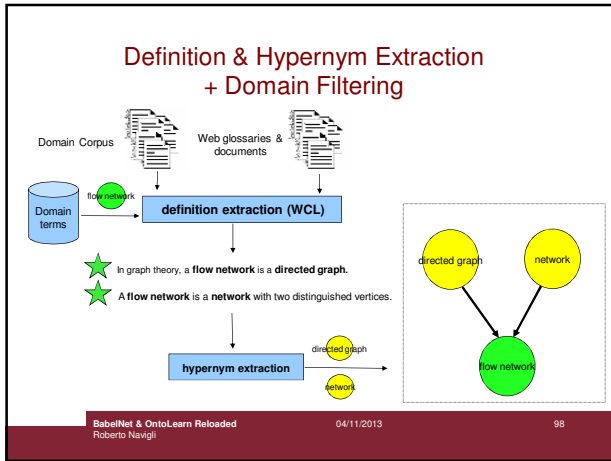 Definition & Hypernym Extraction
+ Domain Filtering
Domain Corpus
Web glossaries &
documents
flow network
Domain
terms
definition extraction (WCL)
In graph theory, a flow network is a directed graph.
A flow network is a network with two distinguished vertices.
hypernym extraction
directed graph
network
directed graph
network
flow network
BabelNet & OntoLearn Reloaded
Roberto Navigli
04/11/2013
98